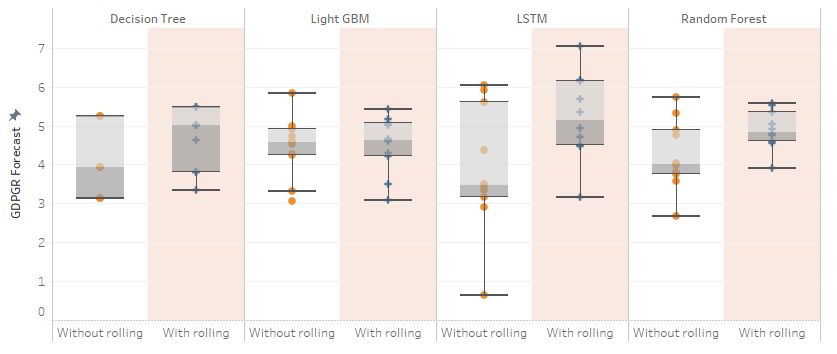 Decision Tree Light GBM LSTM Random Forest
7
6
5
4
3
2
1
0
GDPGR Forecast
Without rolling With rolling Without rolling With rolling Without rolling With rolling Without rolling With rolling